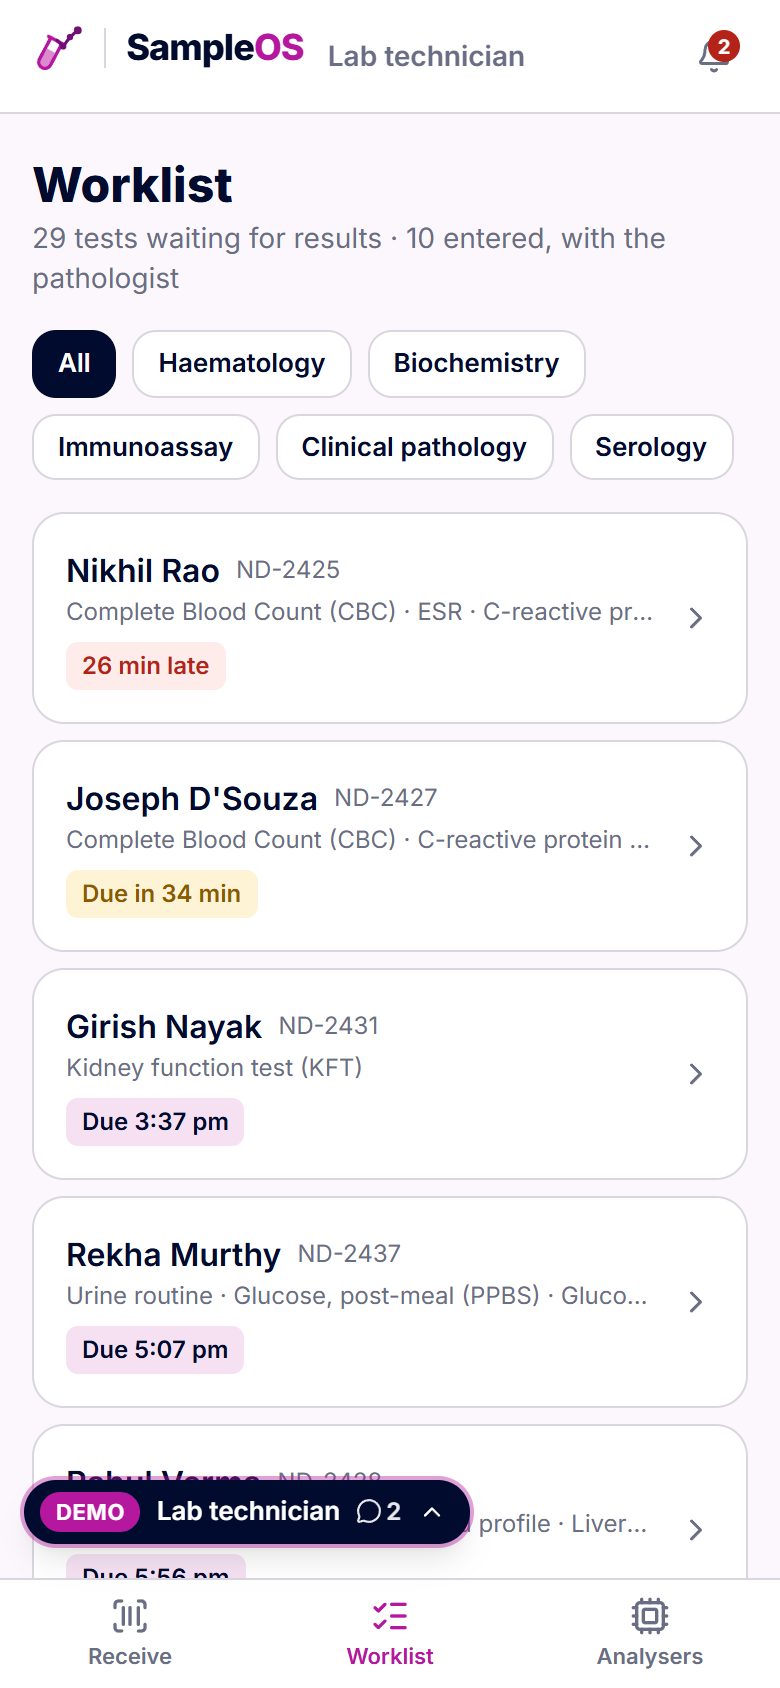 SampleOS Lab technician 2
Worklist
29 tests waiting for results · 10 entered, with the
pathologist
All Haematology Biochemistry
Immunoassay Clinical pathology Serology
Nikhil Rao ND-2425
Complete Blood Count (CBC) · ESR · C-reactive pr...
26 min late
Joseph D'Souza ND-2427
Complete Blood Count (CBC) · C-reactive protein ...
Due in 34 min
Girish Nayak ND-2431
Kidney function test (KFT)
Due 3:37 pm
Rekha Murthy ND-2437
Urine routine · Glucose, post-meal (PPBS) · Gluco...
Due 5:07 pm
DEMO Lab technician 2
profile · Liver...
Due 5:56 pm
Receive Worklist Analysers